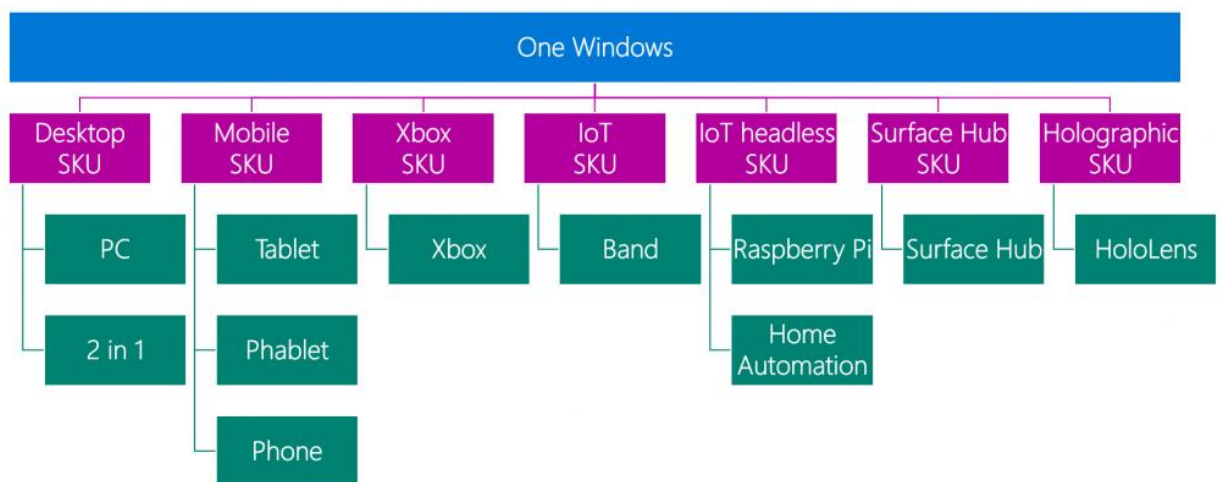 One Windows
Desktop
SKU
Mobile
SKU
Xbox
SKU
IoT
SKU
IoT headless
SKU
Surface Hub
SKU
Holographic
SKU
PC
Tablet
Xbox
Band
Raspberry Pi
Surface Hub
HoloLens
2 in 1
Phablet
Home
Automation
Phone